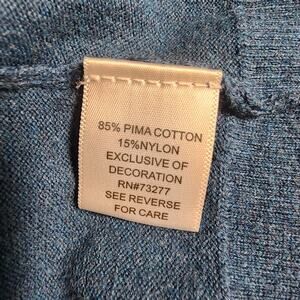 85% PIMA COTTON
15%NYLON
EXCLUSIVE OF
DECORATION
RN#73277
SEE REVERSE
FOR CARE